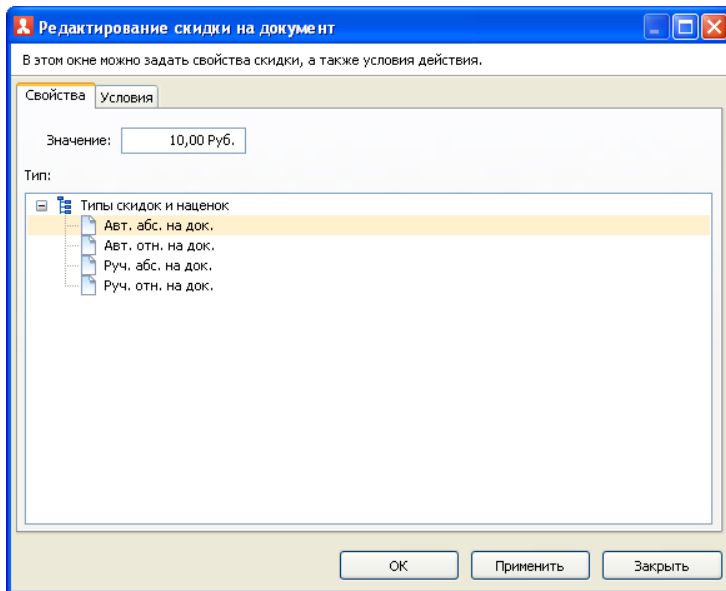 Редактирование скидки на документ
В этом окне можно задать свойства скидки, а также условия действия.
Свойства Условия
Значение: 10,00 Руб.
Тип:
Типы скидок и наценок
Авт. абс. на док.
Авт. отн. на док.
Руч. абс. на док.
Руч. отн. на док.
ОК Применить Закрыть